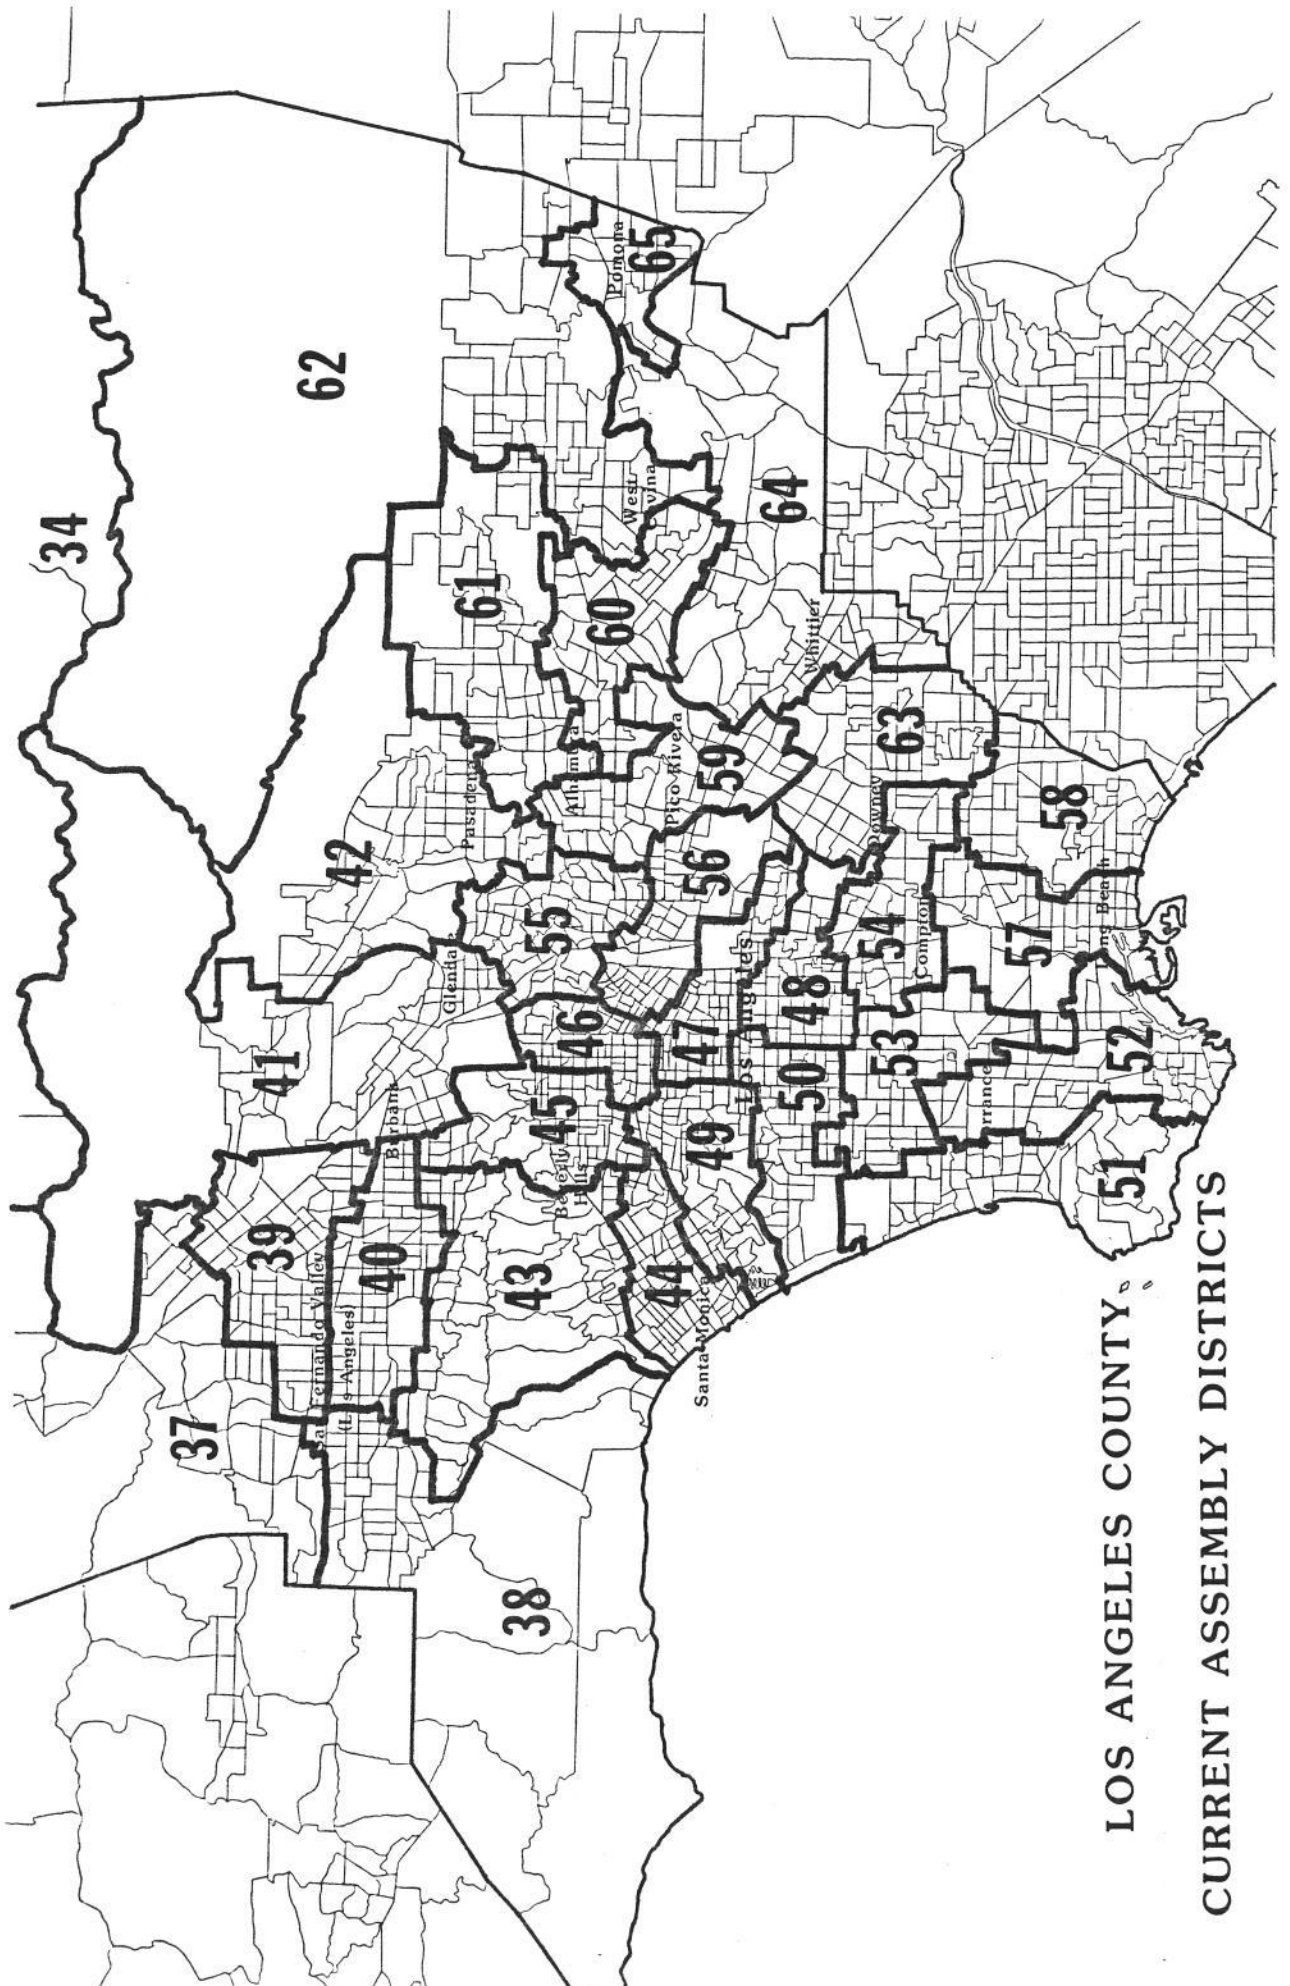 34
62
37
39
41
42
61
San Fernando Valley
(Los Angeles)
40
Burbank
Glendale
Pasadena
38
43
Beverly
Hills
45
46
55
Alhambra
60
West
Covina
Pomona
65
Santa Monica
44
49
47
56
Pico Rivera
59
64
Los Angeles
50
48
Whittier
53
54
Compton
Downey
63
Torrance
57
58
51
52
Long Beach
LOS ANGELES COUNTY
CURRENT ASSEMBLY DISTRICTS